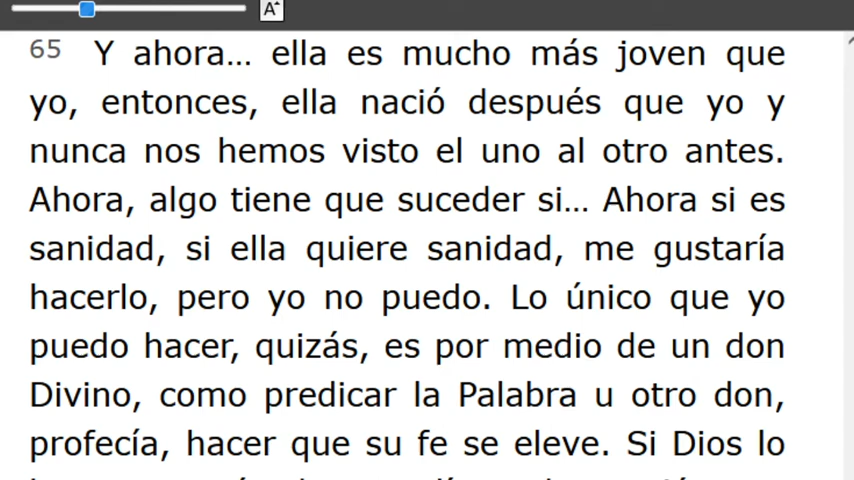 A
65 Y ahora... ella es mucho más joven que
yo, entonces, ella nació después que yo y
nunca nos hemos visto el uno al otro antes.
Ahora, algo tiene que suceder si... Ahora si es
sanidad, si ella quiere sanidad, me gustaría
hacerlo, pero yo no puedo. Lo único que yo
puedo hacer, quizás, es por medio de un don
Divino, como predicar la Palabra u otro don,
profecía, hacer que su fe se eleve. Si Dios lo